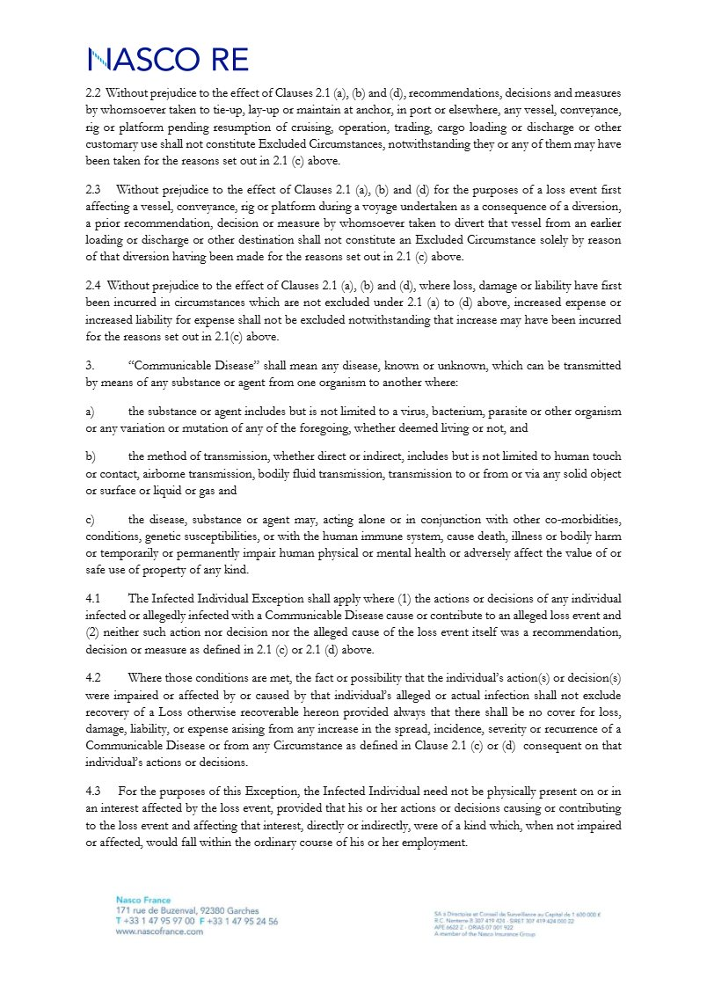 NASCO RE
2.2 Without prejudice to the effect of Clauses 2.1 (a), (b) and (d), recommendations, decisions and measures
by whomsoever taken to tie-up, lay-up or maintain at anchor, in port or elsewhere, any vessel, conveyance,
rig or platform pending resumption of cruising, operation, trading, cargo loading or discharge or other
customary use shall not constitute Excluded Circumstances, notwithstanding they or any of them may have
been taken for the reasons set out in 2.1 (c) above.
2.3 Without prejudice to the effect of Clauses 2.1 (a), (b) and (d) for the purposes of a loss event first
affecting a vessel, conveyance, rig or platform during a voyage undertaken as a consequence of a diversion,
a prior recommendation, decision or measure by whomsoever taken to divert that vessel from an earlier
loading or discharge or other destination shall not constitute an Excluded Circumstance solely by reason
of that diversion having been made for the reasons set out in 2.1 (c) above.
2.4 Without prejudice to the effect of Clauses 2.1 (a), (b) and (d), where loss, damage or liability have first
been incurred in circumstances which are not excluded under 2.1 (a) to (d) above, increased expense or
increased liability for expense shall not be excluded notwithstanding that increase may have been incurred
for the reasons set out in 2.1(c) above.
3. “Communicable Disease” shall mean any disease, known or unknown, which can be transmitted
by means of any substance or agent from one organism to another where:
a) the substance or agent includes but is not limited to a virus, bacterium, parasite or other organism
or any variation or mutation of any of the foregoing, whether deemed living or not, and
b) the method of transmission, whether direct or indirect, includes but is not limited to human touch
or contact, airborne transmission, bodily fluid transmission, transmission to or from or via any solid object
or surface or liquid or gas and
c) the disease, substance or agent may, acting alone or in conjunction with other co-morbidities,
conditions, genetic susceptibilities, or with the human immune system, cause death, illness or bodily harm
or temporarily or permanently impair human physical or mental health or adversely affect the value of or
safe use of property of any kind.
4.1 The Infected Individual Exception shall apply where (1) the actions or decisions of any individual
infected or allegedly infected with a Communicable Disease cause or contribute to an alleged loss event and
(2) neither such action nor decision nor the alleged cause of the loss event itself was a recommendation,
decision or measure as defined in 2.1 (c) or 2.1 (d) above.
4.2 Where those conditions are met, the fact or possibility that the individual’s action(s) or decision(s)
were impaired or affected by or caused by that individual’s alleged or actual infection shall not exclude
recovery of a Loss otherwise recoverable hereon provided always that there shall be no cover for loss,
damage, liability, or expense arising from any increase in the spread, incidence, severity or recurrence of a
Communicable Disease or from any Circumstance as defined in Clause 2.1 (c) or (d) consequent on that
individual’s actions or decisions.
4.3 For the purposes of this Exception, the Infected Individual need not be physically present on or in
an interest affected by the loss event, provided that his or her actions or decisions causing or contributing
to the loss event and affecting that interest, directly or indirectly, were of a kind which, when not impaired
or affected, would fall within the ordinary course of his or her employment.
Nasco France
171 rue de Buzenval, 92380 Garches
T +33 1 47 95 97 00 F +33 1 47 95 24 56
www.nascofrance.com
SA à Directoire et Conseil de Surveillance au Capital de 1 600 000 €
R.C. Nanterre B 307 419 424 - SIRET 307 419 424 000 22
APE 6622 Z - ORIAS 07 001 922
A member of the Nasco Insurance Group